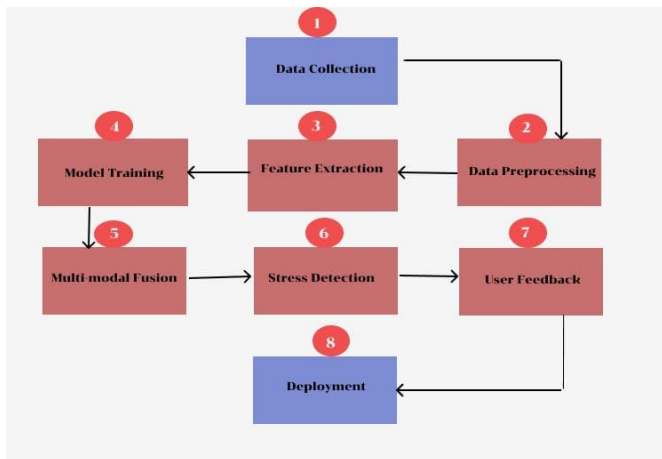 1
Data Collection
2
Data Preprocessing
3
Feature Extraction
4
Model Training
5
Multi-modal Fusion
6
Stress Detection
7
User Feedback
8
Deployment